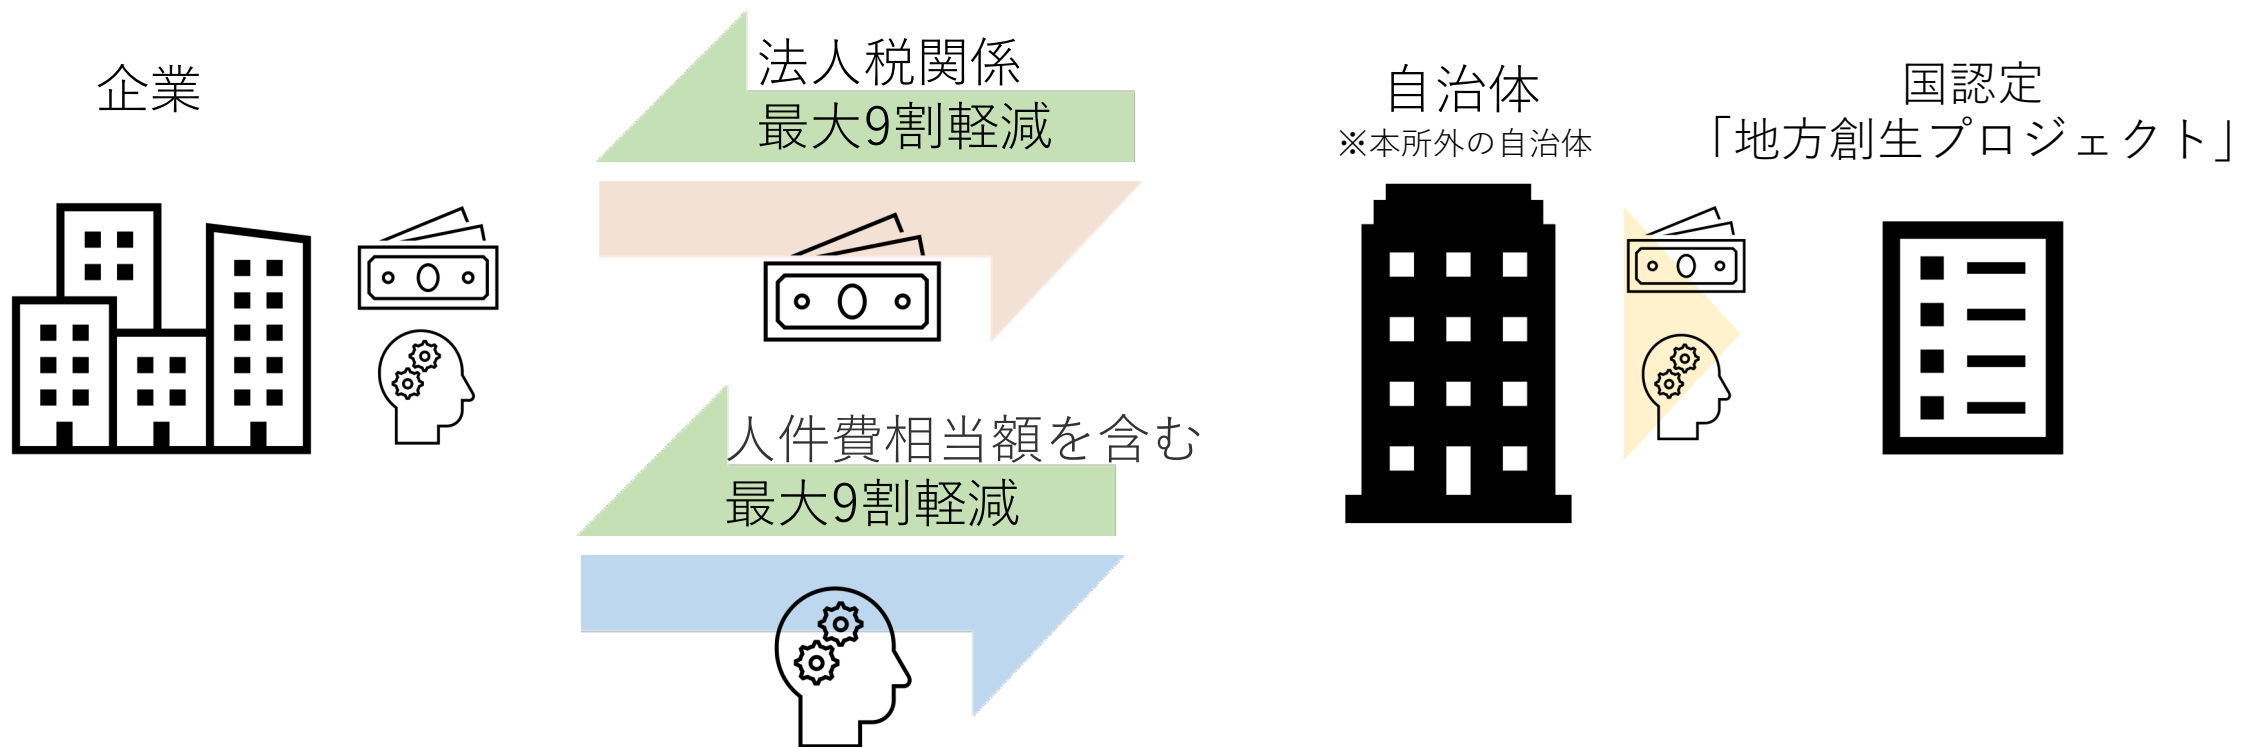 企業
法人税関係
最大9割軽減
自治体
※本所外の自治体
国認定
「地方創生プロジェクト」
人件費相当額を含む
最大9割軽減